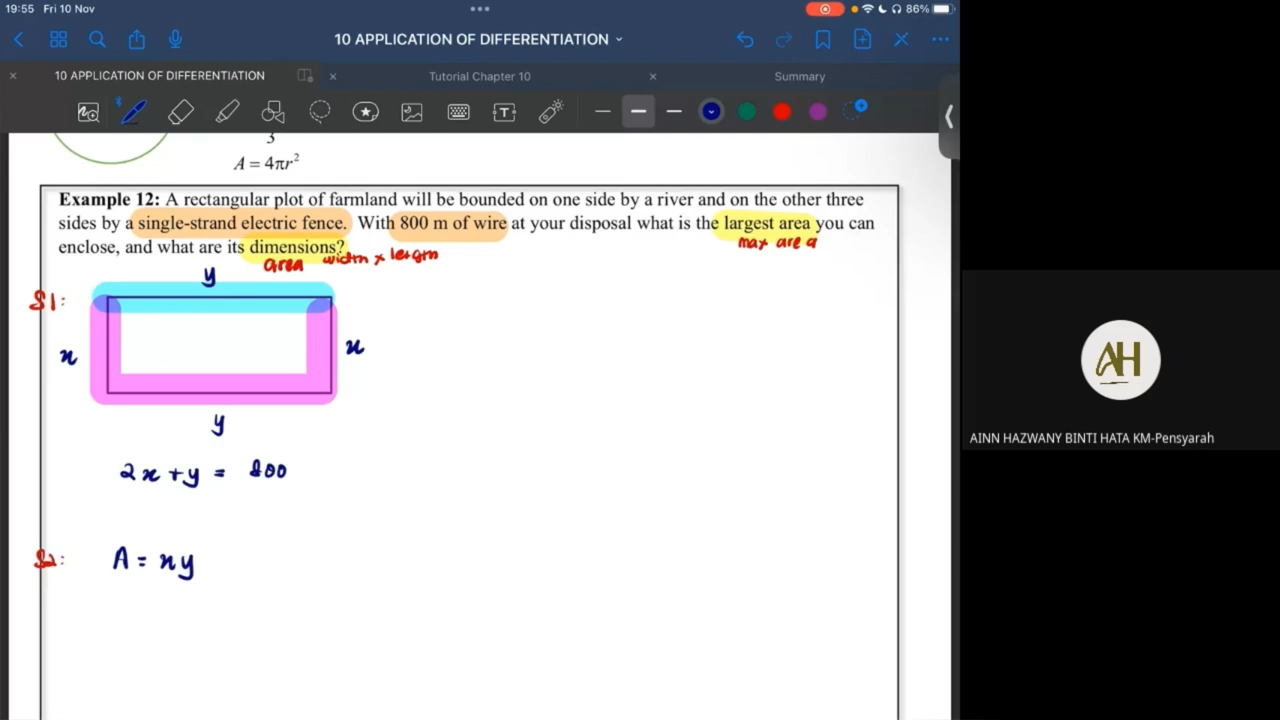 19:55 Fri 10 Nov
86%
10 APPLICATION OF DIFFERENTIATION
10 APPLICATION OF DIFFERENTIATION
Tutorial Chapter 10
Summary
3
A = 4πr²
Example 12: A rectangular plot of farmland will be bounded on one side by a river and on the other three
sides by a single-strand electric fence. With 800 m of wire at your disposal what is the largest area you can
max area
enclose, and what are its dimensions?
area width x length
y
S1:
x
x
y
2x + y = 800
S2:
A = xy
AH
AINN HAZWANY BINTI HATA KM-Pensyarah